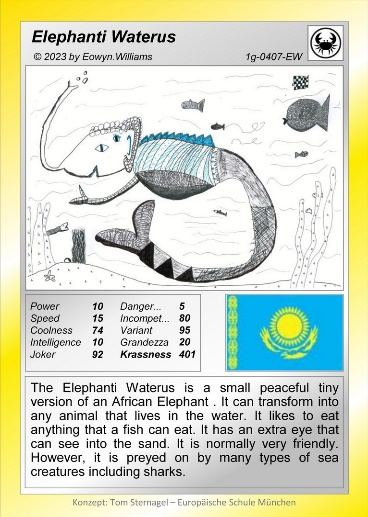 Elephanti Waterus
© 2023 by Eowyn.Williams 1g-0407-EW
Power 10 Danger... 5
Speed 15 Incompet... 80
Coolness 74 Variant 95
Intelligence 10 Grandezza 20
Joker 92 Krassness 401
The Elephanti Waterus is a small peaceful tiny
version of an African Elephant . It can transform into
any animal that lives in the water. It likes to eat
anything that a fish can eat. It has an extra eye that
can see into the sand. It is normally very friendly.
However, it is preyed on by many types of sea
creatures including sharks.
Konzept: Tom Sternagel – Europäische Schule München